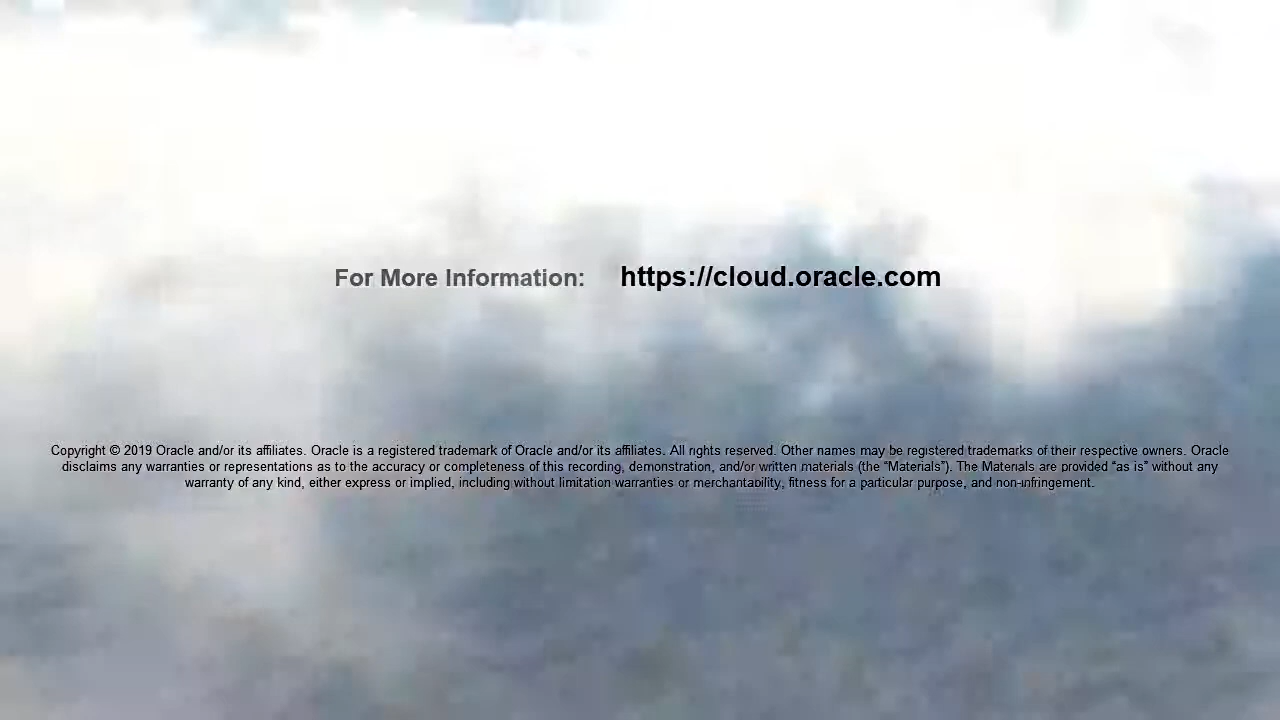 For More Information: https://cloud.oracle.com
Copyright © 2019 Oracle and/or its affiliates. Oracle is a registered trademark of Oracle and/or its affiliates. All rights reserved. Other names may be registered trademarks of their respective owners. Oracle
disclaims any warranties or representations as to the accuracy or completeness of this recording, demonstration, and/or written materials (the “Materials”). The Materials are provided “as is” without any
warranty of any kind, either express or implied, including without limitation warranties or merchantability, fitness for a particular purpose, and non-infringement.